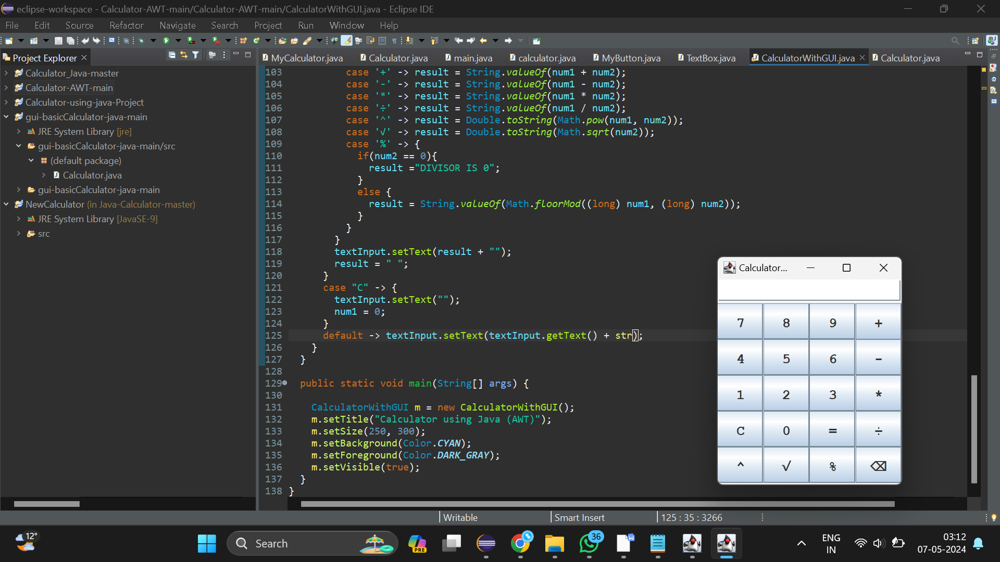 eclipse-workspace - Calculator-AWT-main/Calculator-AWT-main/CalculatorWithGUI.java - Eclipse IDE
File Edit Source Refactor Navigate Search Project Run Window Help
Project Explorer
Calculator_Java-master
Calculator-AWT-main
Calculator-using-java-Project
gui-basicCalculator-java-main
JRE System Library [jre]
gui-basicCalculator-java-main/src
(default package)
Calculator.java
gui-basicCalculator-java-main
NewCalculator (in Java-Calculator-master)
JRE System Library [JavaSE-9]
src
MyCalculator.java Calculator.java main.java calculator.java MyButton.java TextBox.java CalculatorWithGUI.java Calculator.java
103 case '+' -> result = String.valueOf(num1 + num2);
104 case '-' -> result = String.valueOf(num1 - num2);
105 case '*' -> result = String.valueOf(num1 * num2);
106 case '÷' -> result = String.valueOf(num1 / num2);
107 case '^' -> result = Double.toString(Math.pow(num1, num2));
108 case '√' -> result = Double.toString(Math.sqrt(num2));
109 case '%' -> {
110 if(num2 == 0){
111 result ="DIVISOR IS 0";
112 }
113 else {
114 result = String.valueOf(Math.floorMod((long) num1, (long) num2));
115 }
116 }
117 }
118 textInput.setText(result + "");
119 result = " ";
120 }
121 case "C" -> {
122 textInput.setText("");
123 num1 = 0;
124 }
125 default -> textInput.setText(textInput.getText() + str);
126 }
127 }
128
129 public static void main(String[] args) {
130
131 CalculatorWithGUI m = new CalculatorWithGUI();
132 m.setTitle("Calculator using Java (AWT)");
133 m.setSize(250, 300);
134 m.setBackground(Color.CYAN);
135 m.setForeground(Color.DARK_GRAY);
136 m.setVisible(true);
137 }
138 }
Calculator...
7 8 9 +
4 5 6 -
1 2 3 *
C 0 = ÷
^ √ % ⌫
Writable Smart Insert 125 : 35 : 3266
12°
Search
PRE
36
ENG
IN
03:12
07-05-2024